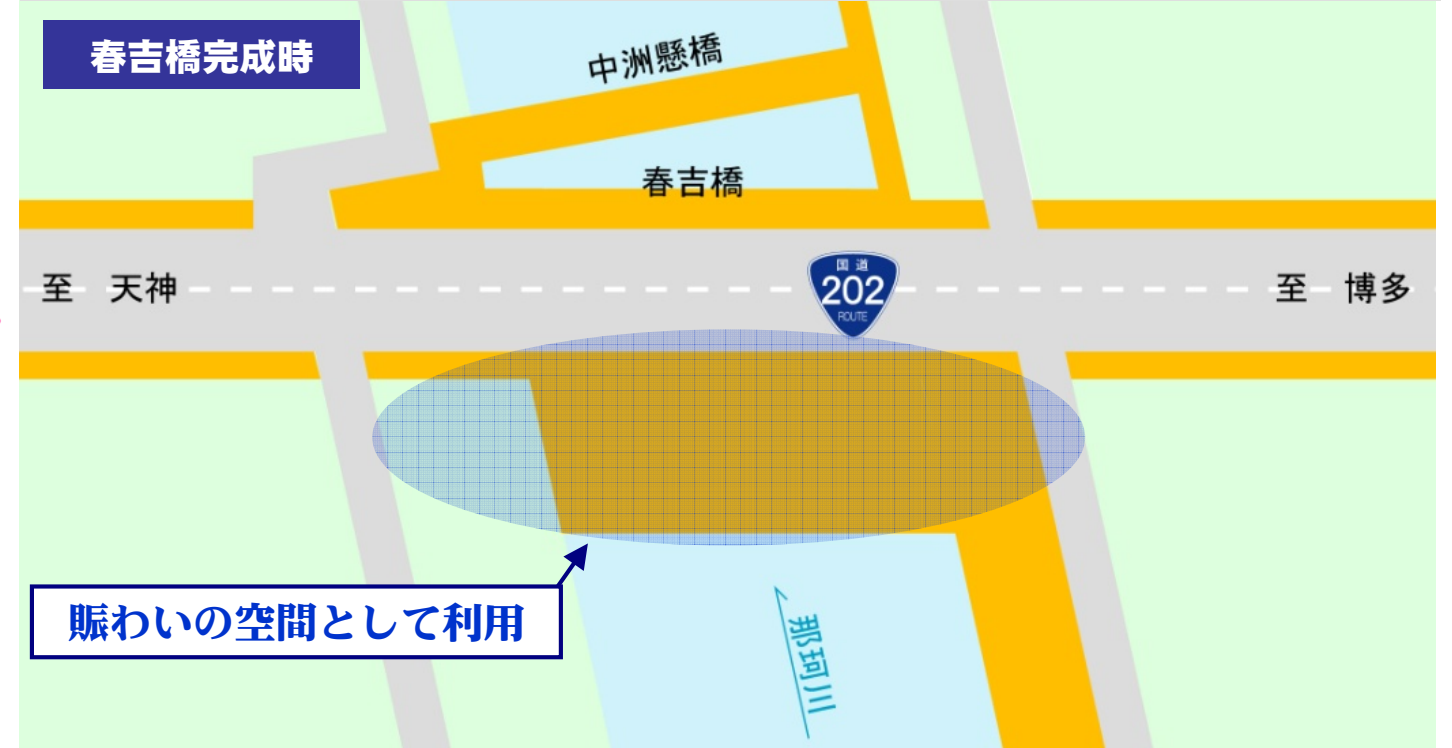 春吉橋完成時
中洲懸橋
春吉橋
至 天神
国道
202
ROUTE
至 博多
賑わいの空間として利用
那珂川